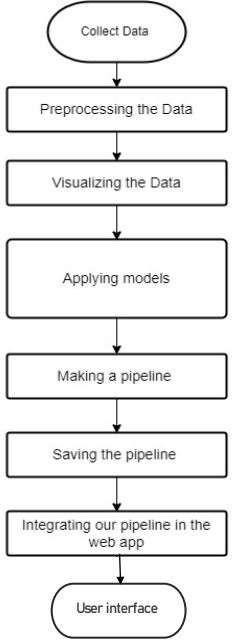 Collect Data
Preprocessing the Data
Visualizing the Data
Applying models
Making a pipeline
Saving the pipeline
Integrating our pipeline in the
web app
User interface